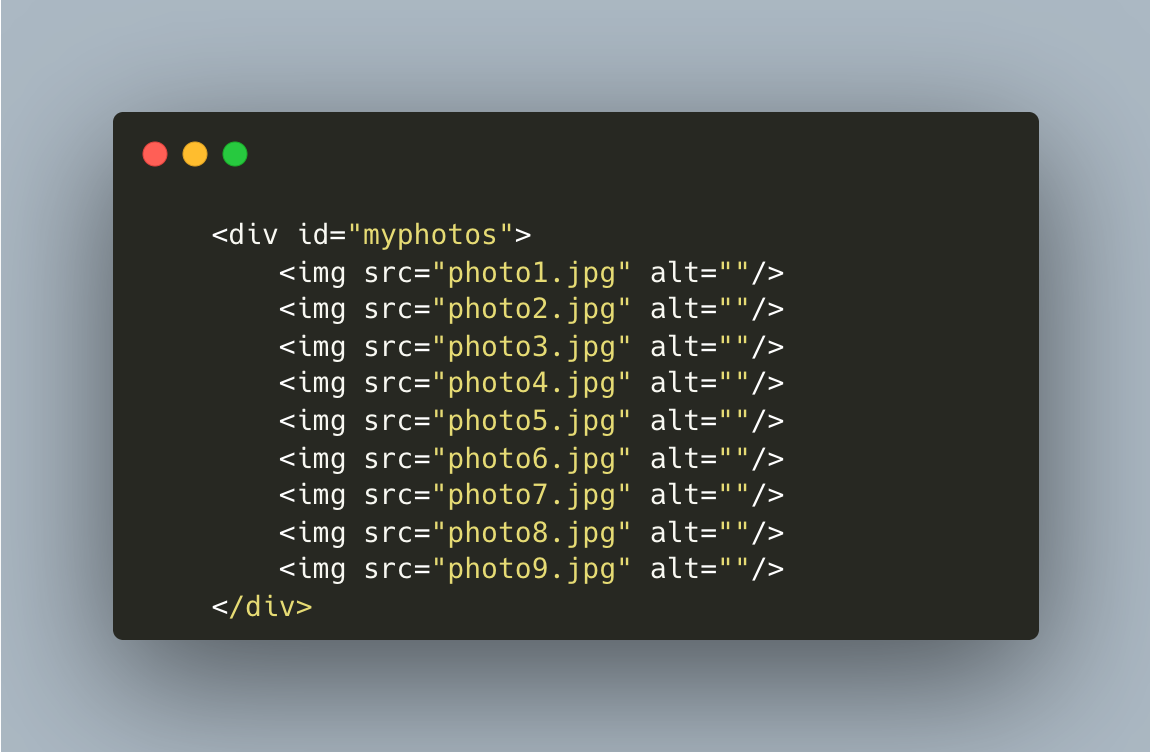 <div id="myphotos">
<img src="photo1.jpg" alt=""/>
<img src="photo2.jpg" alt=""/>
<img src="photo3.jpg" alt=""/>
<img src="photo4.jpg" alt=""/>
<img src="photo5.jpg" alt=""/>
<img src="photo6.jpg" alt=""/>
<img src="photo7.jpg" alt=""/>
<img src="photo8.jpg" alt=""/>
<img src="photo9.jpg" alt=""/>
</div>